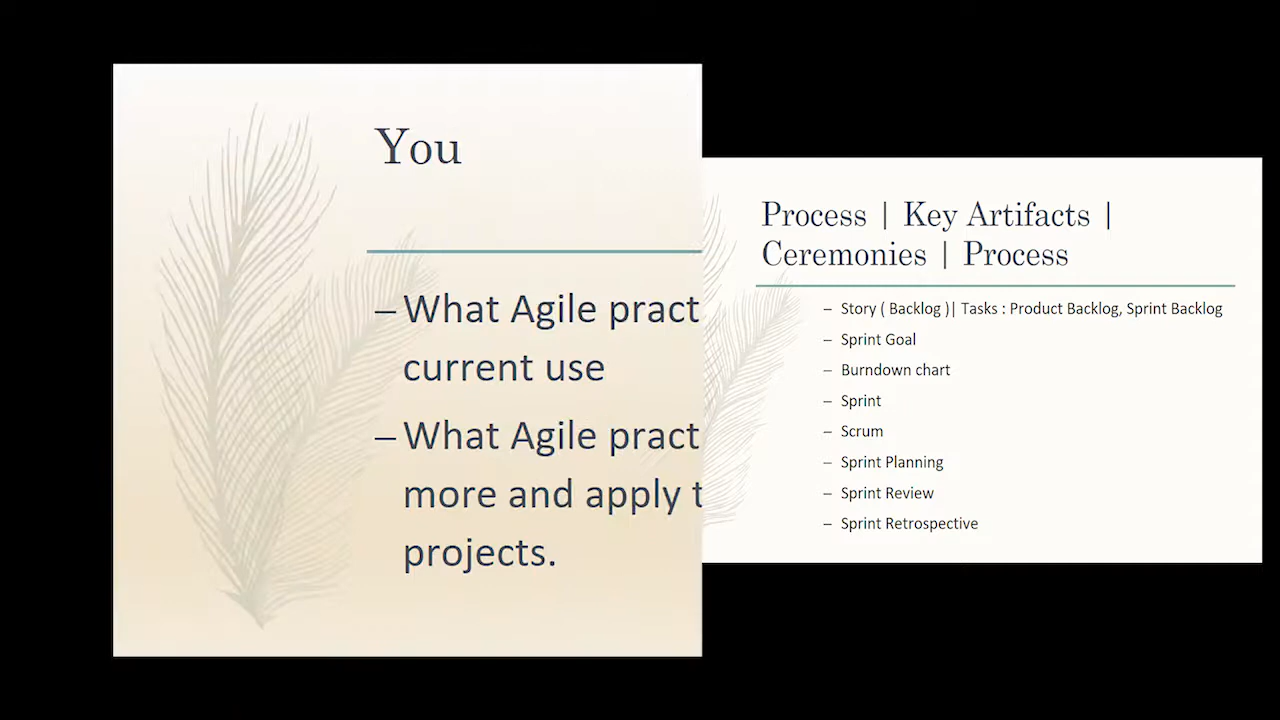 You
– What Agile pract
current use
– What Agile pract
more and apply t
projects.
Process | Key Artifacts |
Ceremonies | Process
– Story ( Backlog )| Tasks : Product Backlog, Sprint Backlog
– Sprint Goal
– Burndown chart
– Sprint
– Scrum
– Sprint Planning
– Sprint Review
– Sprint Retrospective